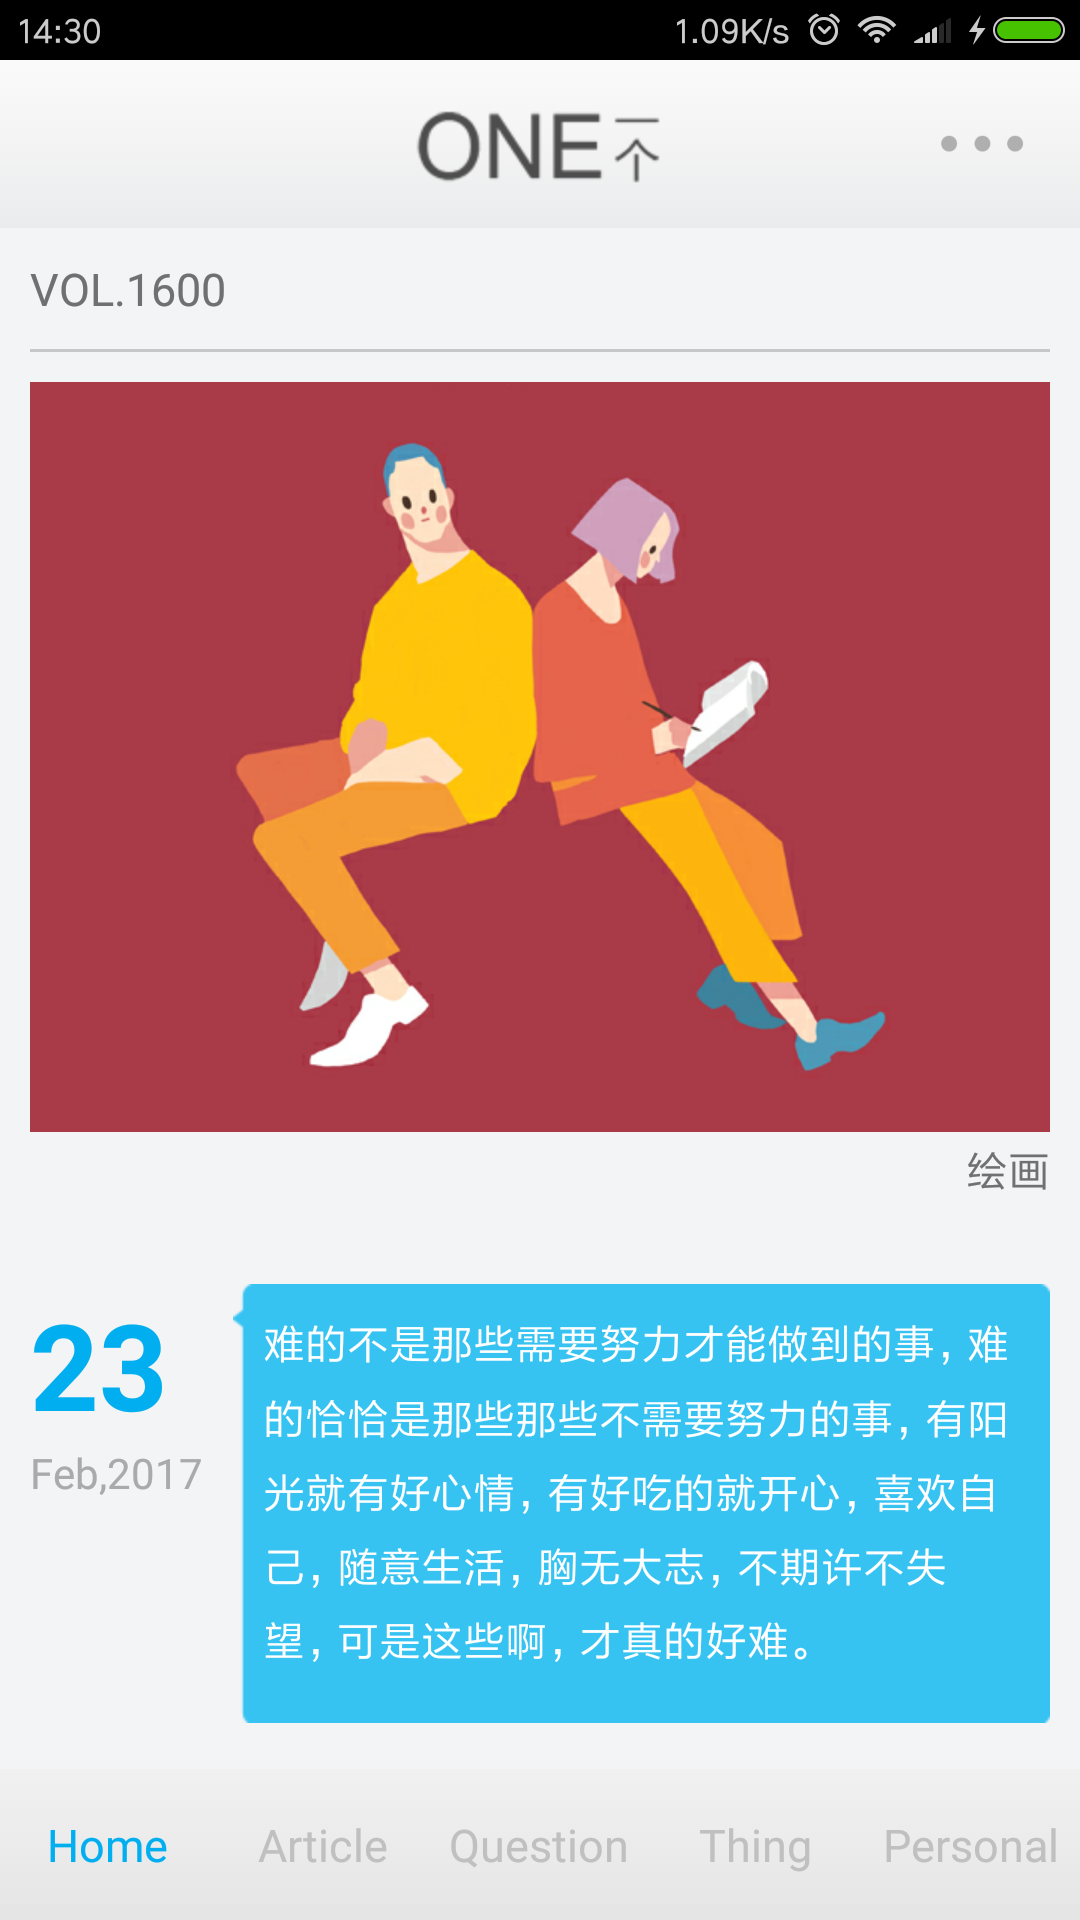 14:30 1.09K/s
ONE一个
VOL.1600
绘画
23
Feb,2017
难的不是那些需要努力才能做到的事，难
的恰恰是那些那些不需要努力的事，有阳
光就有好心情，有好吃的就开心，喜欢自
己，随意生活，胸无大志，不期许不失
望，可是这些啊，才真的好难。
Home Article Question Thing Personal